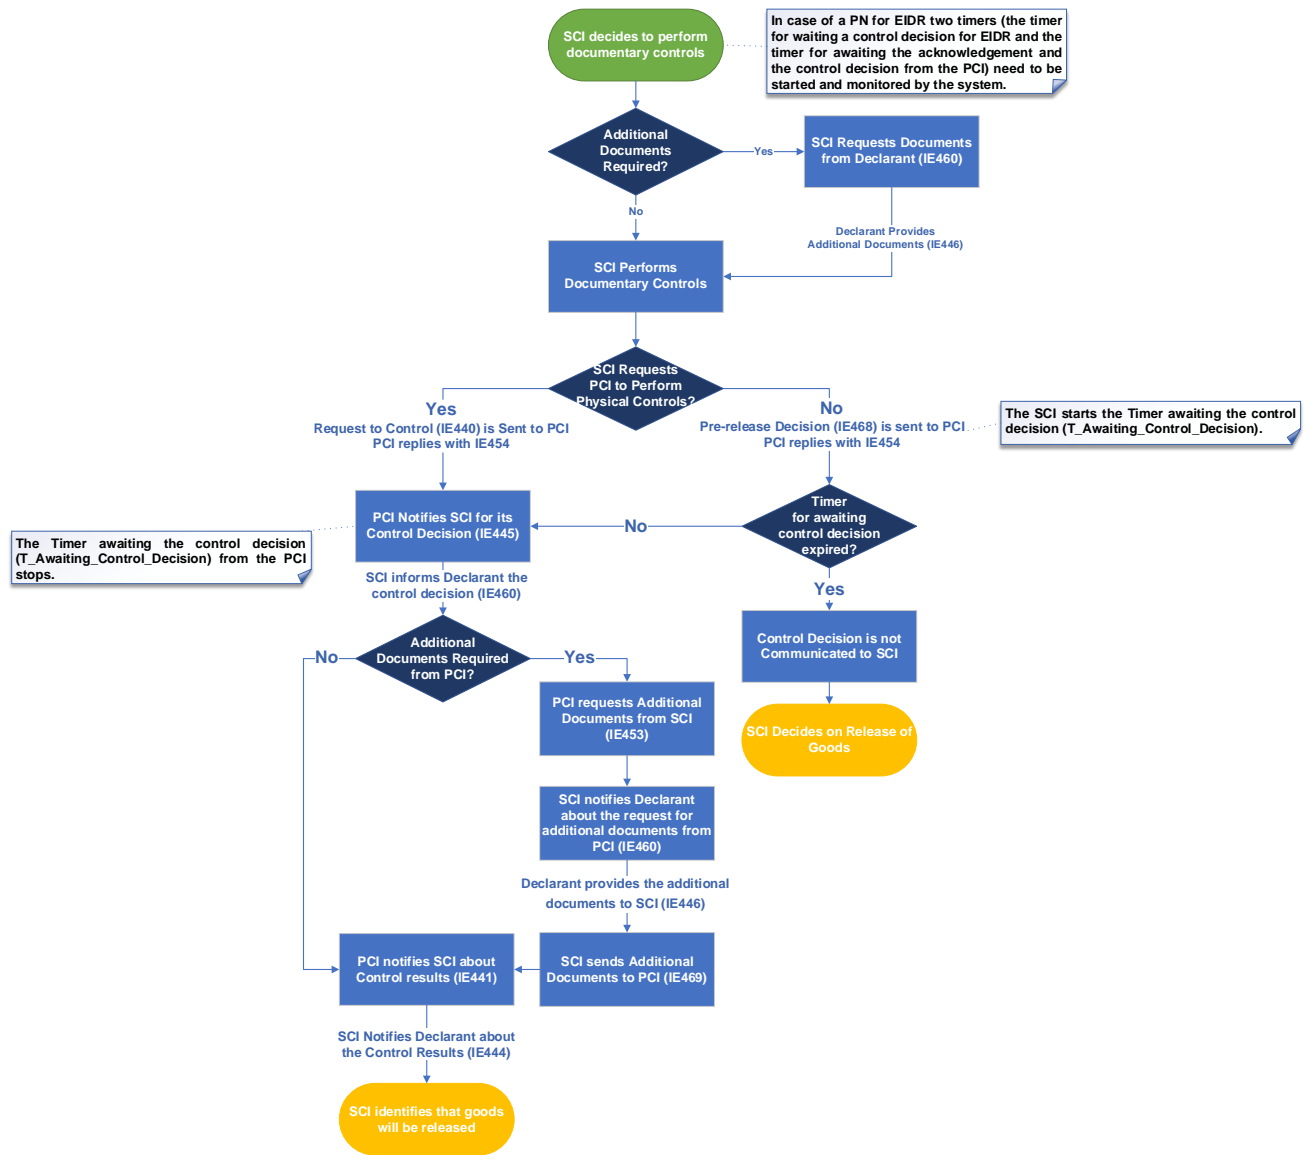 SCI decides to perform
documentary controls
In case of a PN for EIDR two timers (the timer
for waiting a control decision for EIDR and the
timer for awaiting the acknowledgement and
the control decision from the PCI) need to be
started and monitored by the system.
Additional
Documents
Required?
Yes
SCI Requests Documents
from Declarant (IE460)
No
Declarant Provides
Additional Documents (IE446)
SCI Performs
Documentary Controls
SCI Requests
PCI to Perform
Physical Controls?
Yes
Request to Control (IE440) is Sent to PCI
PCI replies with IE454
No
Pre-release Decision (IE468) is sent to PCI
PCI replies with IE454
The SCI starts the Timer awaiting the control
decision (T_Awaiting_Control_Decision).
PCI Notifies SCI for its
Control Decision (IE445)
No
Timer
for awaiting
control decision
expired?
The Timer awaiting the control decision
(T_Awaiting_Control_Decision) from the PCI
stops.
SCI informs Declarant the
control decision (IE460)
Yes
Control Decision is not
Communicated to SCI
Additional
Documents Required
from PCI?
No
Yes
PCI requests Additional
Documents from SCI
(IE453)
SCI Decides on Release of
Goods
SCI notifies Declarant
about the request for
additional documents from
PCI (IE460)
Declarant provides the additional
documents to SCI (IE446)
PCI notifies SCI about
Control results (IE441)
SCI sends Additional
Documents to PCI (IE469)
SCI Notifies Declarant about
the Control Results (IE444)
SCI identifies that goods
will be released